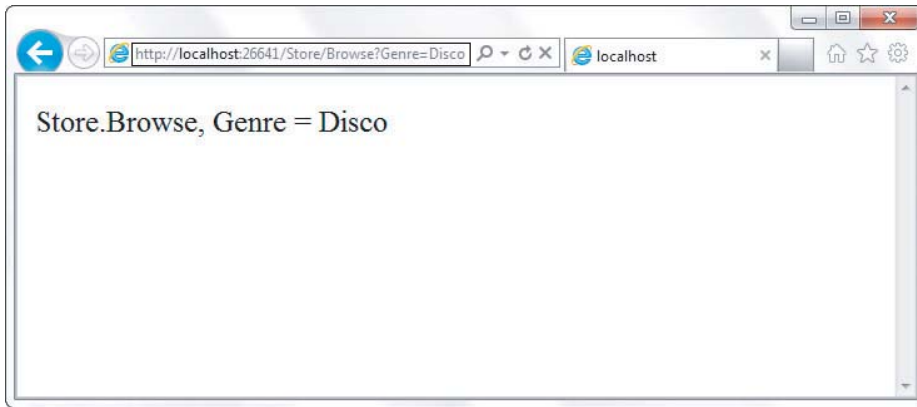 http://localhost:26641/Store/Browse?Genre=Disco
localhost
Store.Browse, Genre = Disco